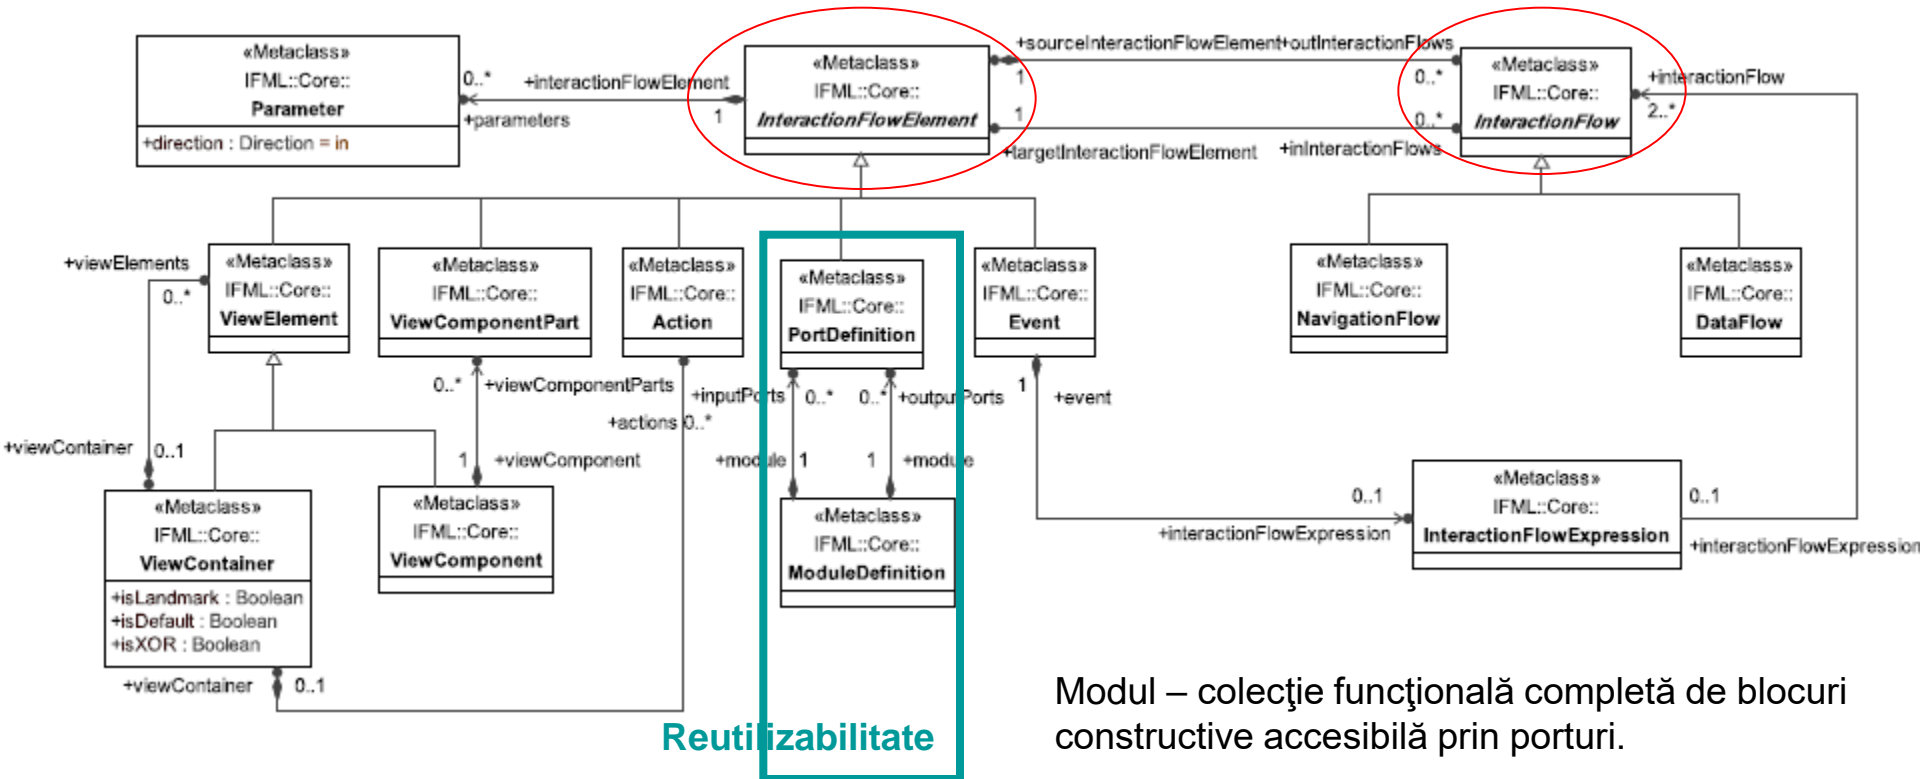 «Metaclass»
IFML::Core::
Parameter
+direction : Direction = in
0..*
+interactionFlowElement
+parameters
1
«Metaclass»
IFML::Core::
InteractionFlowElement
+sourceInteractionFlowElement+outInteractionFlows
1
0..*
1
0..*
+targetInteractionFlowElement
+inInteractionFlows
«Metaclass»
IFML::Core::
InteractionFlow
+interactionFlow
2..*
+viewElements
0..*
«Metaclass»
IFML::Core::
ViewElement
«Metaclass»
IFML::Core::
ViewComponentPart
«Metaclass»
IFML::Core::
Action
«Metaclass»
IFML::Core::
PortDefinition
«Metaclass»
IFML::Core::
Event
«Metaclass»
IFML::Core::
NavigationFlow
«Metaclass»
IFML::Core::
DataFlow
0..*
+viewComponentParts
+inputPorts
0..*
0..*
+outputPorts
1
+event
+actions 0..*
+viewContainer
0..1
1
+viewComponent
+module
1
1
+module
«Metaclass»
IFML::Core::
ViewContainer
+isLandmark : Boolean
+isDefault : Boolean
+isXOR : Boolean
«Metaclass»
IFML::Core::
ViewComponent
«Metaclass»
IFML::Core::
ModuleDefinition
0..1
+interactionFlowExpression
«Metaclass»
IFML::Core::
InteractionFlowExpression
0..1
+interactionFlowExpression
+viewContainer
0..1
Reutilizabilitate
Modul – colecţie funcţională completă de blocuri
constructive accesibilă prin porturi.